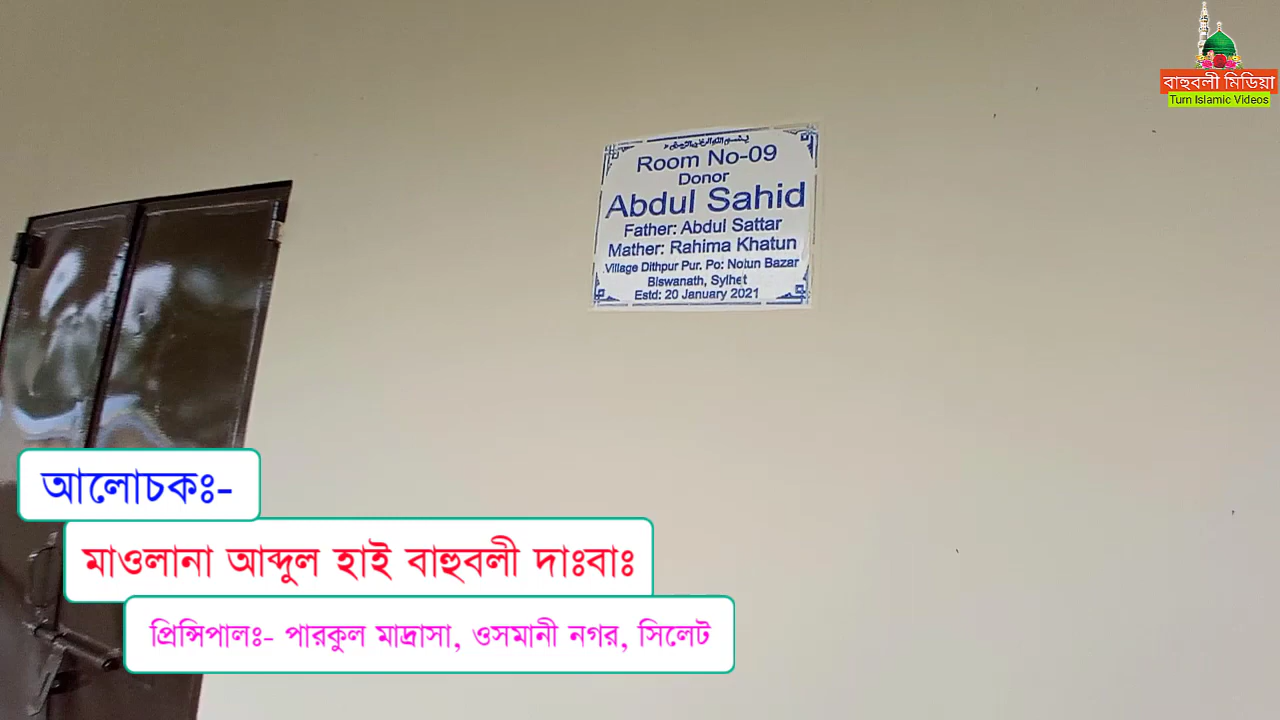 বাহুবলী মিডিয়া
Turn Islamic Videos
Room No-09
Donor
Abdul Sahid
Father: Abdul Sattar
Mather: Rahima Khatun
Village Dithpur Pur. Po: Notun Bazar
Biswanath, Sylhet
Estd: 20 January 2021
আলোচকঃ-
মাওলানা আব্দুল হাই বাহুবলী দাঃবাঃ
প্রিন্সিপালঃ- পারকুল মাদ্রাসা, ওসমানী নগর, সিলেট